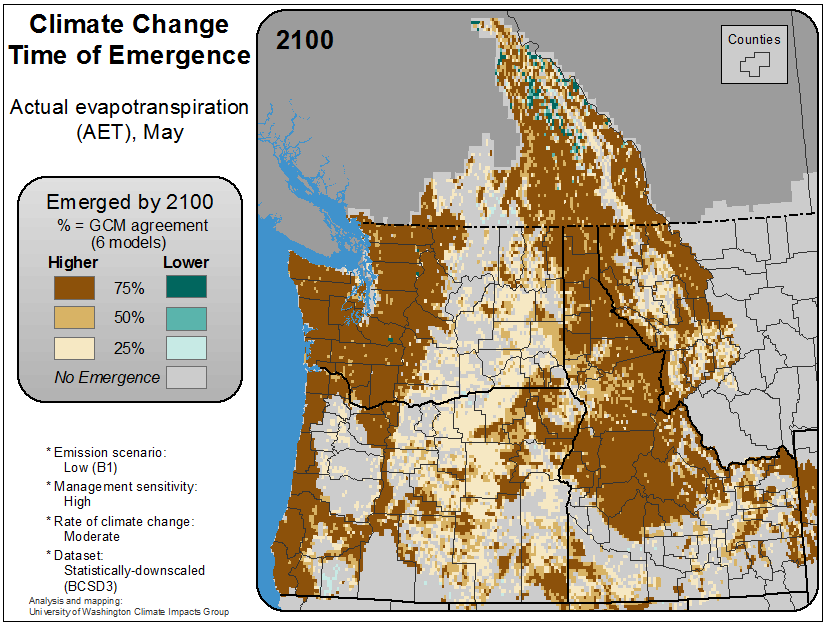 Climate Change
Time of Emergence
Actual evapotranspiration
(AET), May
Emerged by 2100
% = GCM agreement
(6 models)
Higher Lower
75%
50%
25%
No Emergence
* Emission scenario:
Low (B1)
* Management sensitivity:
High
* Rate of climate change:
Moderate
* Dataset:
Statistically-downscaled
(BCSD3)
Analysis and mapping:
University of Washington Climate Impacts Group
2100
Counties